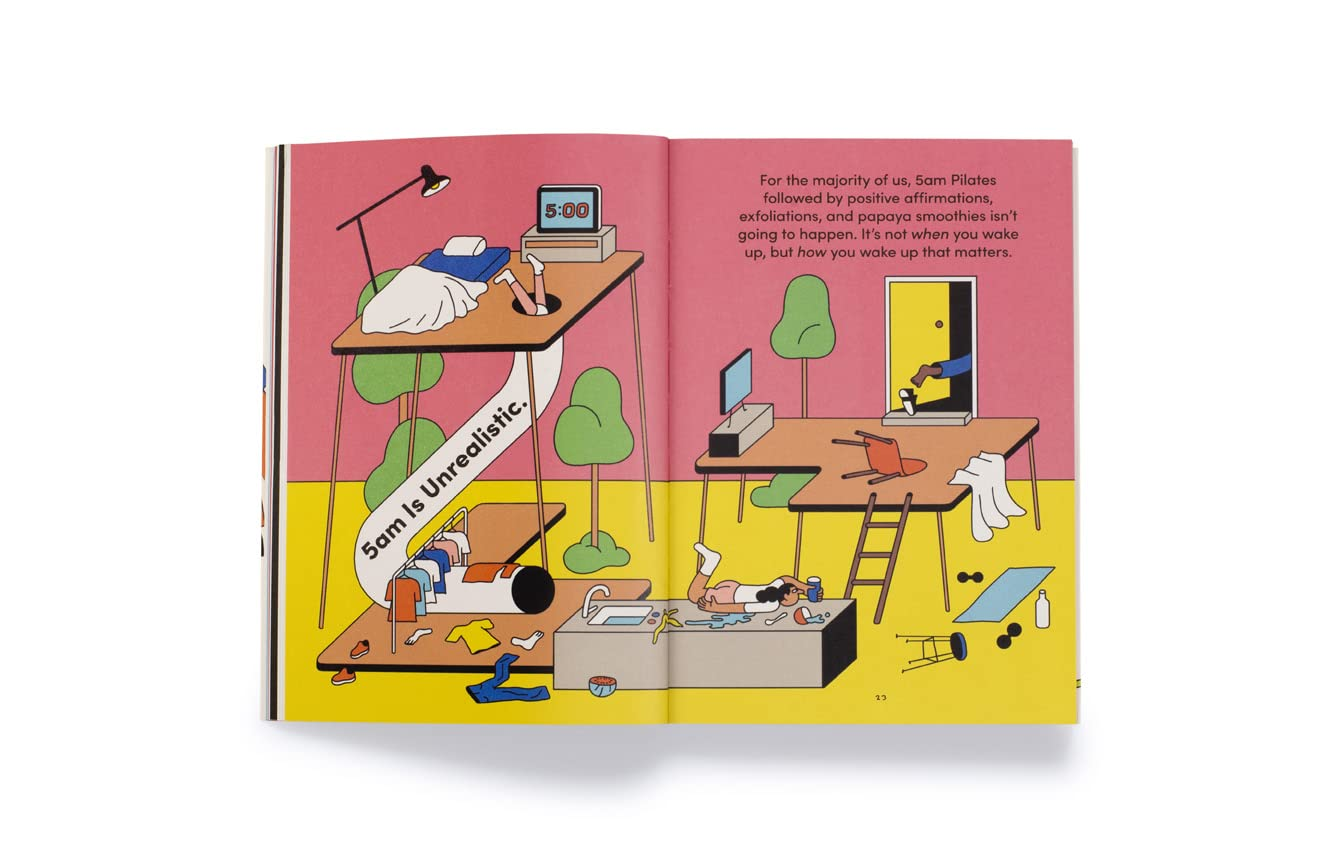 5:00
5am Is Unrealistic.
For the majority of us, 5am Pilates
followed by positive affirmations,
exfoliations, and papaya smoothies isn't
going to happen. It's not when you wake
up, but how you wake up that matters.
23